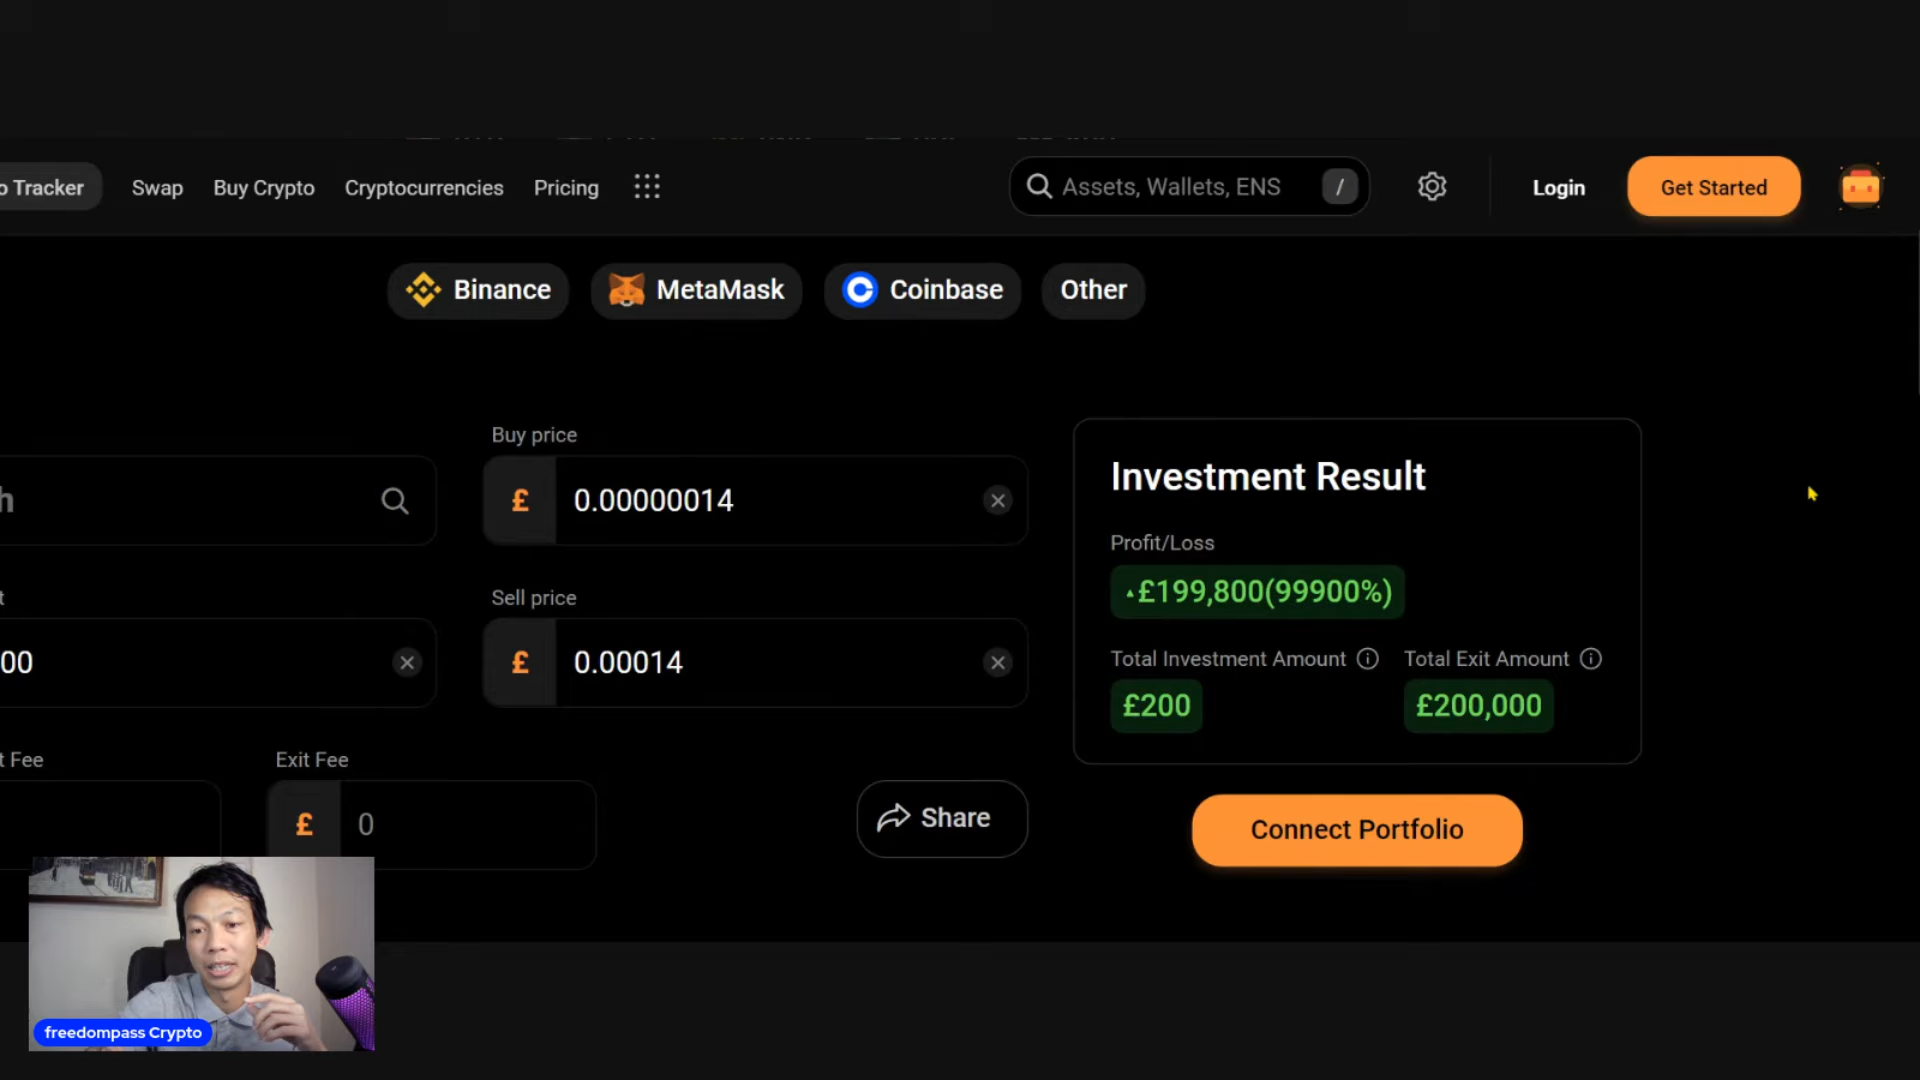 o Tracker
Swap
Buy Crypto
Cryptocurrencies
Pricing
Assets, Wallets, ENS
/
Login
Get Started
Binance
MetaMask
Coinbase
Other
Buy price
h
£
0.00000014
Investment Result
Profit/Loss
£199,800(99900%)
t
Sell price
00
£
0.00014
Total Investment Amount
Total Exit Amount
£200
£200,000
t Fee
Exit Fee
£
0
Share
Connect Portfolio
freedompass Crypto